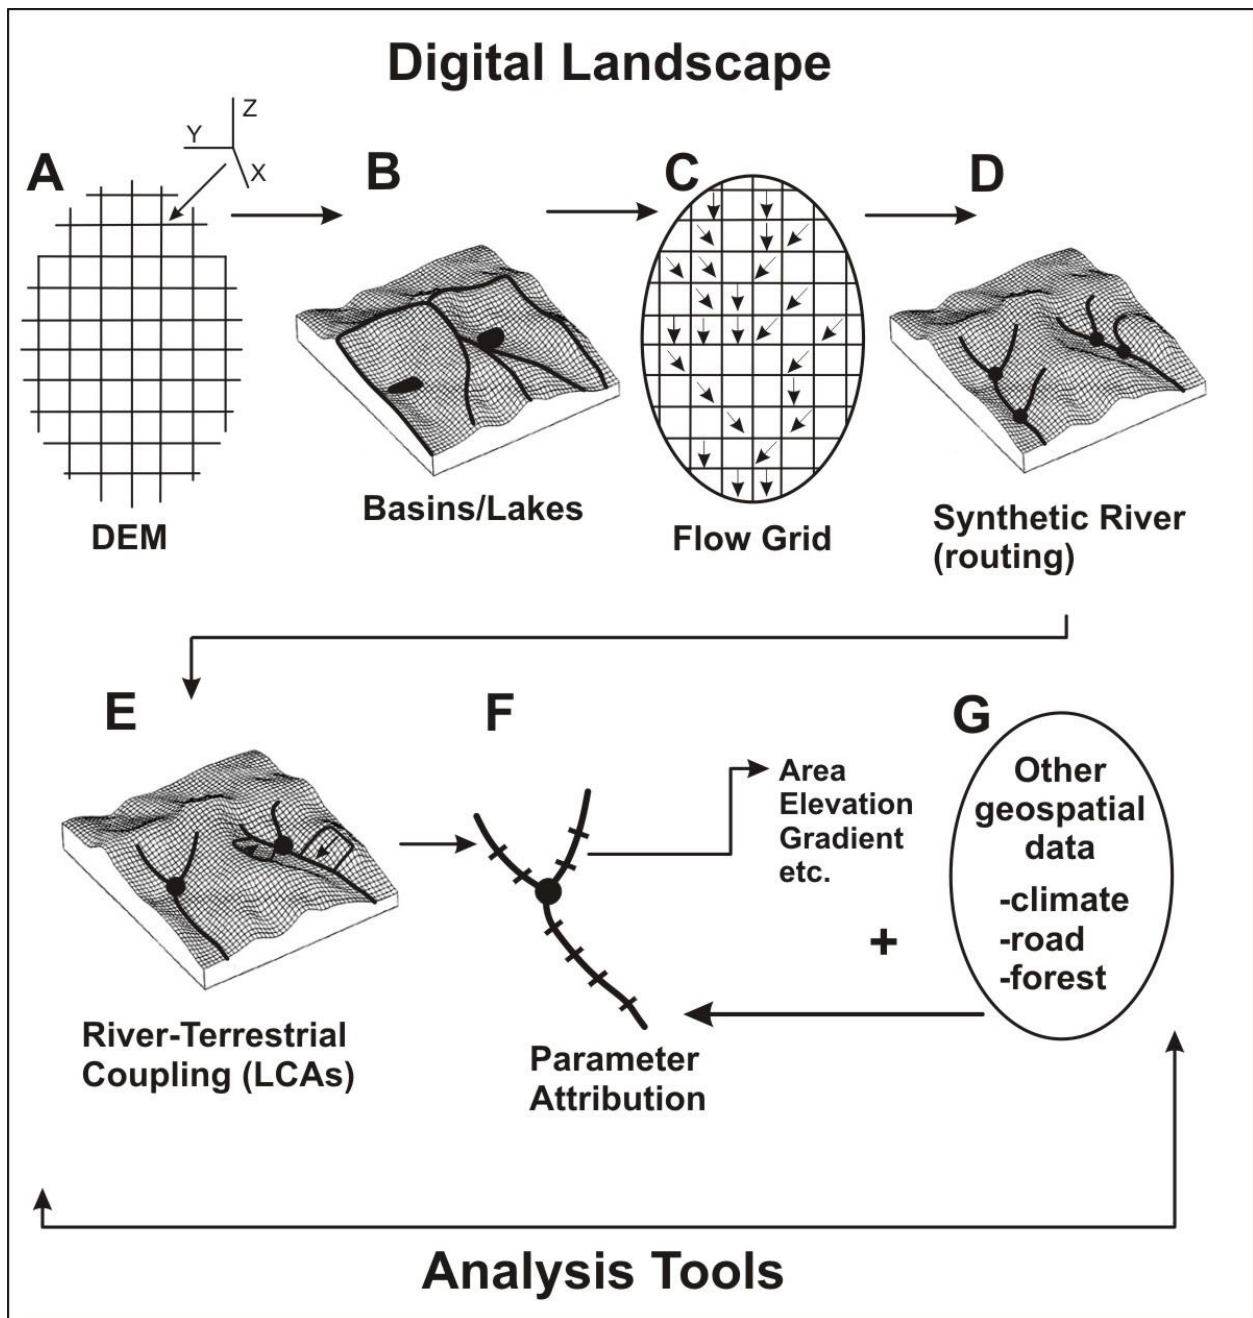 Digital Landscape
Z
Y
X
A
B
C
D
DEM
Basins/Lakes
Flow Grid
Synthetic River
(routing)
E
F
G
Area
Elevation
Gradient
etc.
Other
geospatial
data
-climate
-road
-forest
+
River-Terrestrial
Coupling (LCAs)
Parameter
Attribution
Analysis Tools